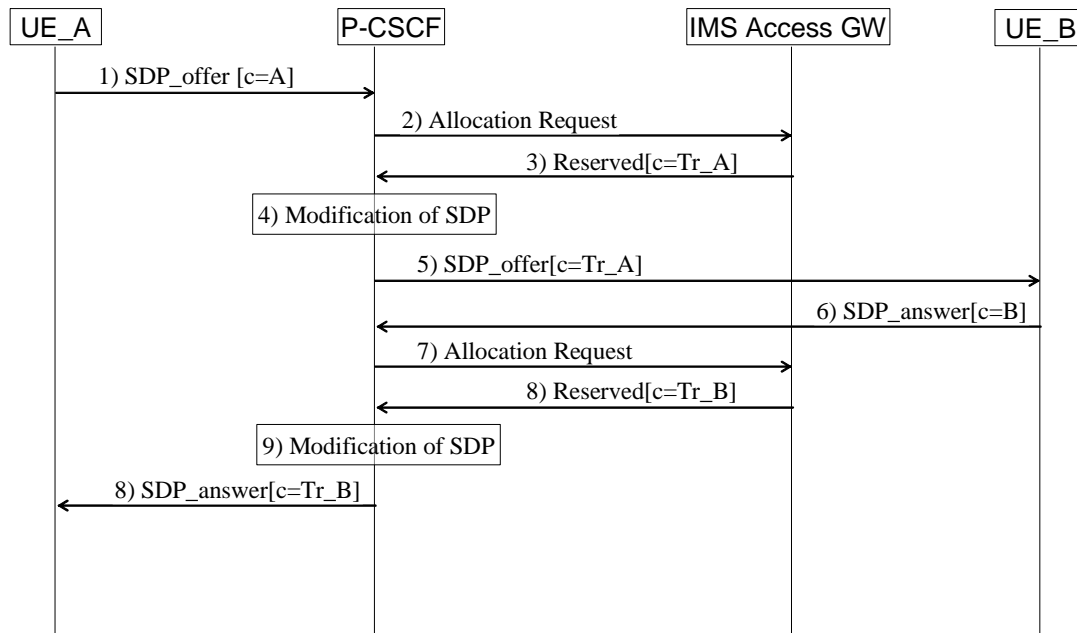 UE_A
P-CSCF
IMS Access GW
UE_B
1) SDP_offer [c=A]
2) Allocation Request
3) Reserved[c=Tr_A]
4) Modification of SDP
5) SDP_offer[c=Tr_A]
6) SDP_answer[c=B]
7) Allocation Request
8) Reserved[c=Tr_B]
9) Modification of SDP
8) SDP_answer[c=Tr_B]